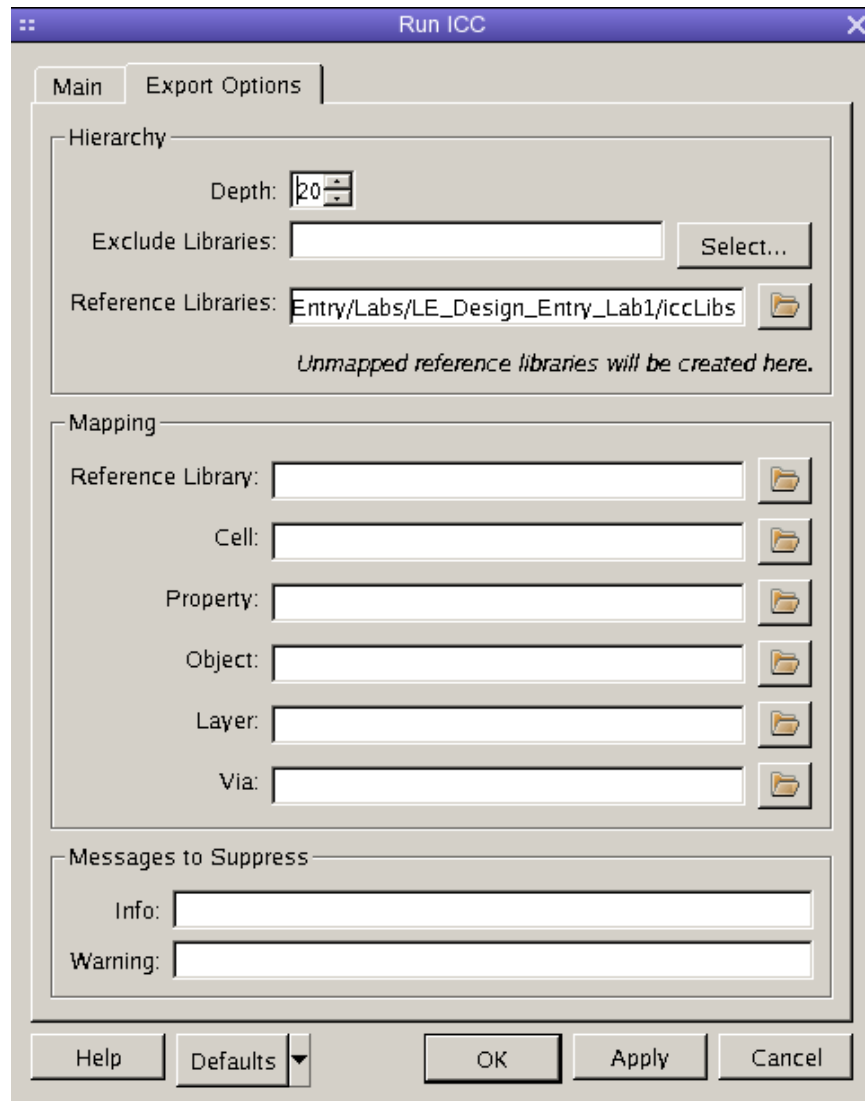 Run ICC
Main
Export Options
Hierarchy
Depth: 20
Exclude Libraries:
Select...
Reference Libraries: Entry/Labs/LE_Design_Entry_Lab1/iccLibs
Unmapped reference libraries will be created here.
Mapping
Reference Library:
Cell:
Property:
Object:
Layer:
Via:
Messages to Suppress
Info:
Warning:
Help
Defaults
OK
Apply
Cancel